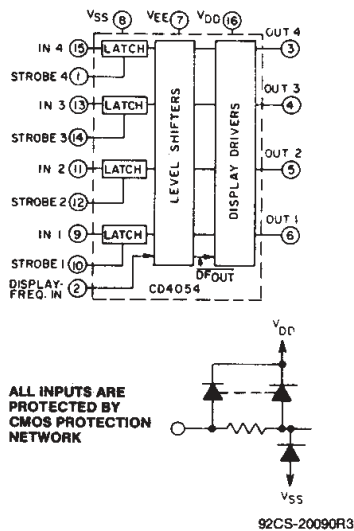 VSS 8 VEE 7 VDD 16
IN 4 15 LATCH OUT 4 3
STROBE 4 1
IN 3 13 LATCH OUT 3 4
STROBE 3 14
IN 2 11 LATCH OUT 2 5
STROBE 2 12
IN 1 9 LATCH OUT 1 6
STROBE 1 10
LEVEL SHIFTERS
DISPLAY DRIVERS
DISPLAY-
FREQ. IN 2
DFOUT
CD4054
VDD
ALL INPUTS ARE
PROTECTED BY
CMOS PROTECTION
NETWORK
VSS
92CS-20090R3